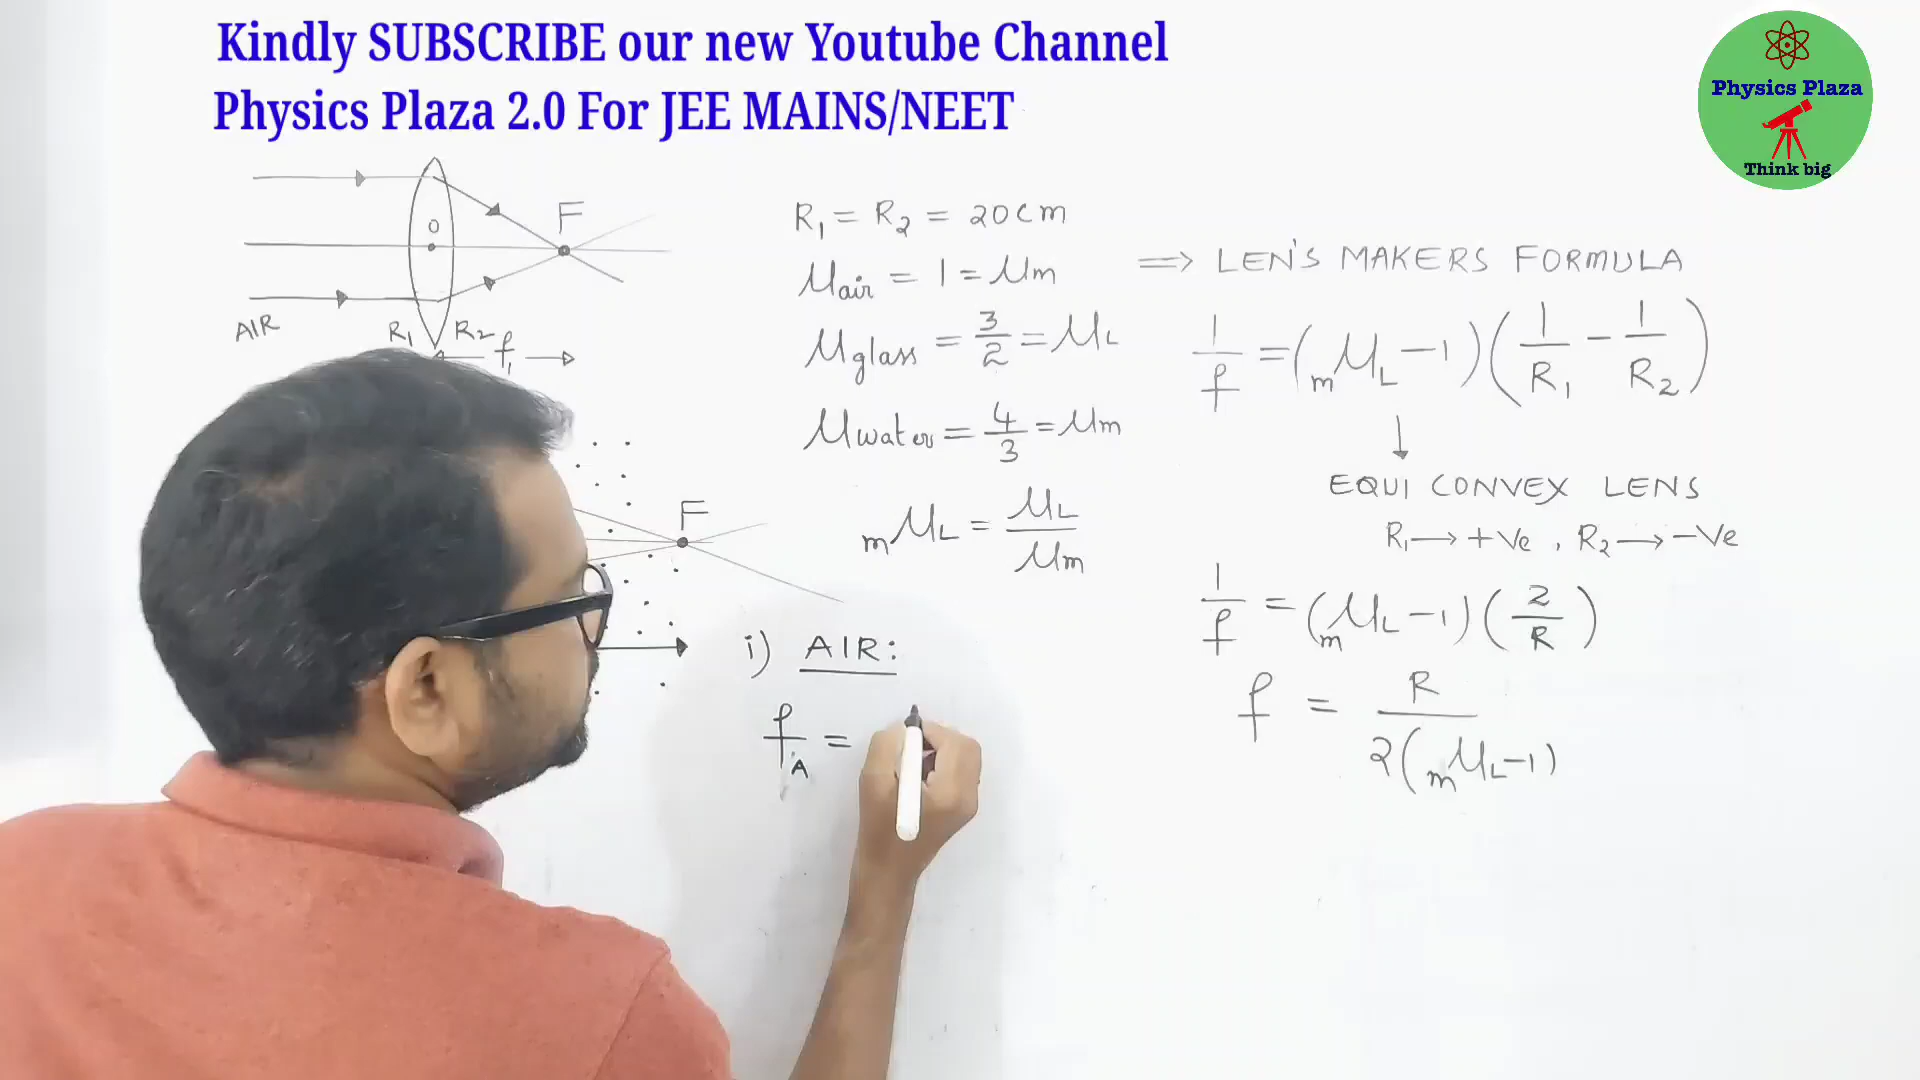 Kindly SUBSCRIBE our new Youtube Channel
Physics Plaza 2.0 For JEE MAINS/NEET
Physics Plaza
Think big
F
O
AIR
R₁ R₂
f₁
R₁ = R₂ = 20cm
μair = 1 = μm
μglass = 3/2 = μL
μwater = 4/3 = μm
mμL = μL/μm
F
⇒ LEN'S MAKERS FORMULA
1/f = (mμL - 1)(1/R₁ - 1/R₂)
↓
EQUI CONVEX LENS
R₁ → +Ve , R₂ → -Ve
1/f = (mμL - 1)(2/R)
f = R/2(mμL-1)
i) AIR:
fA =